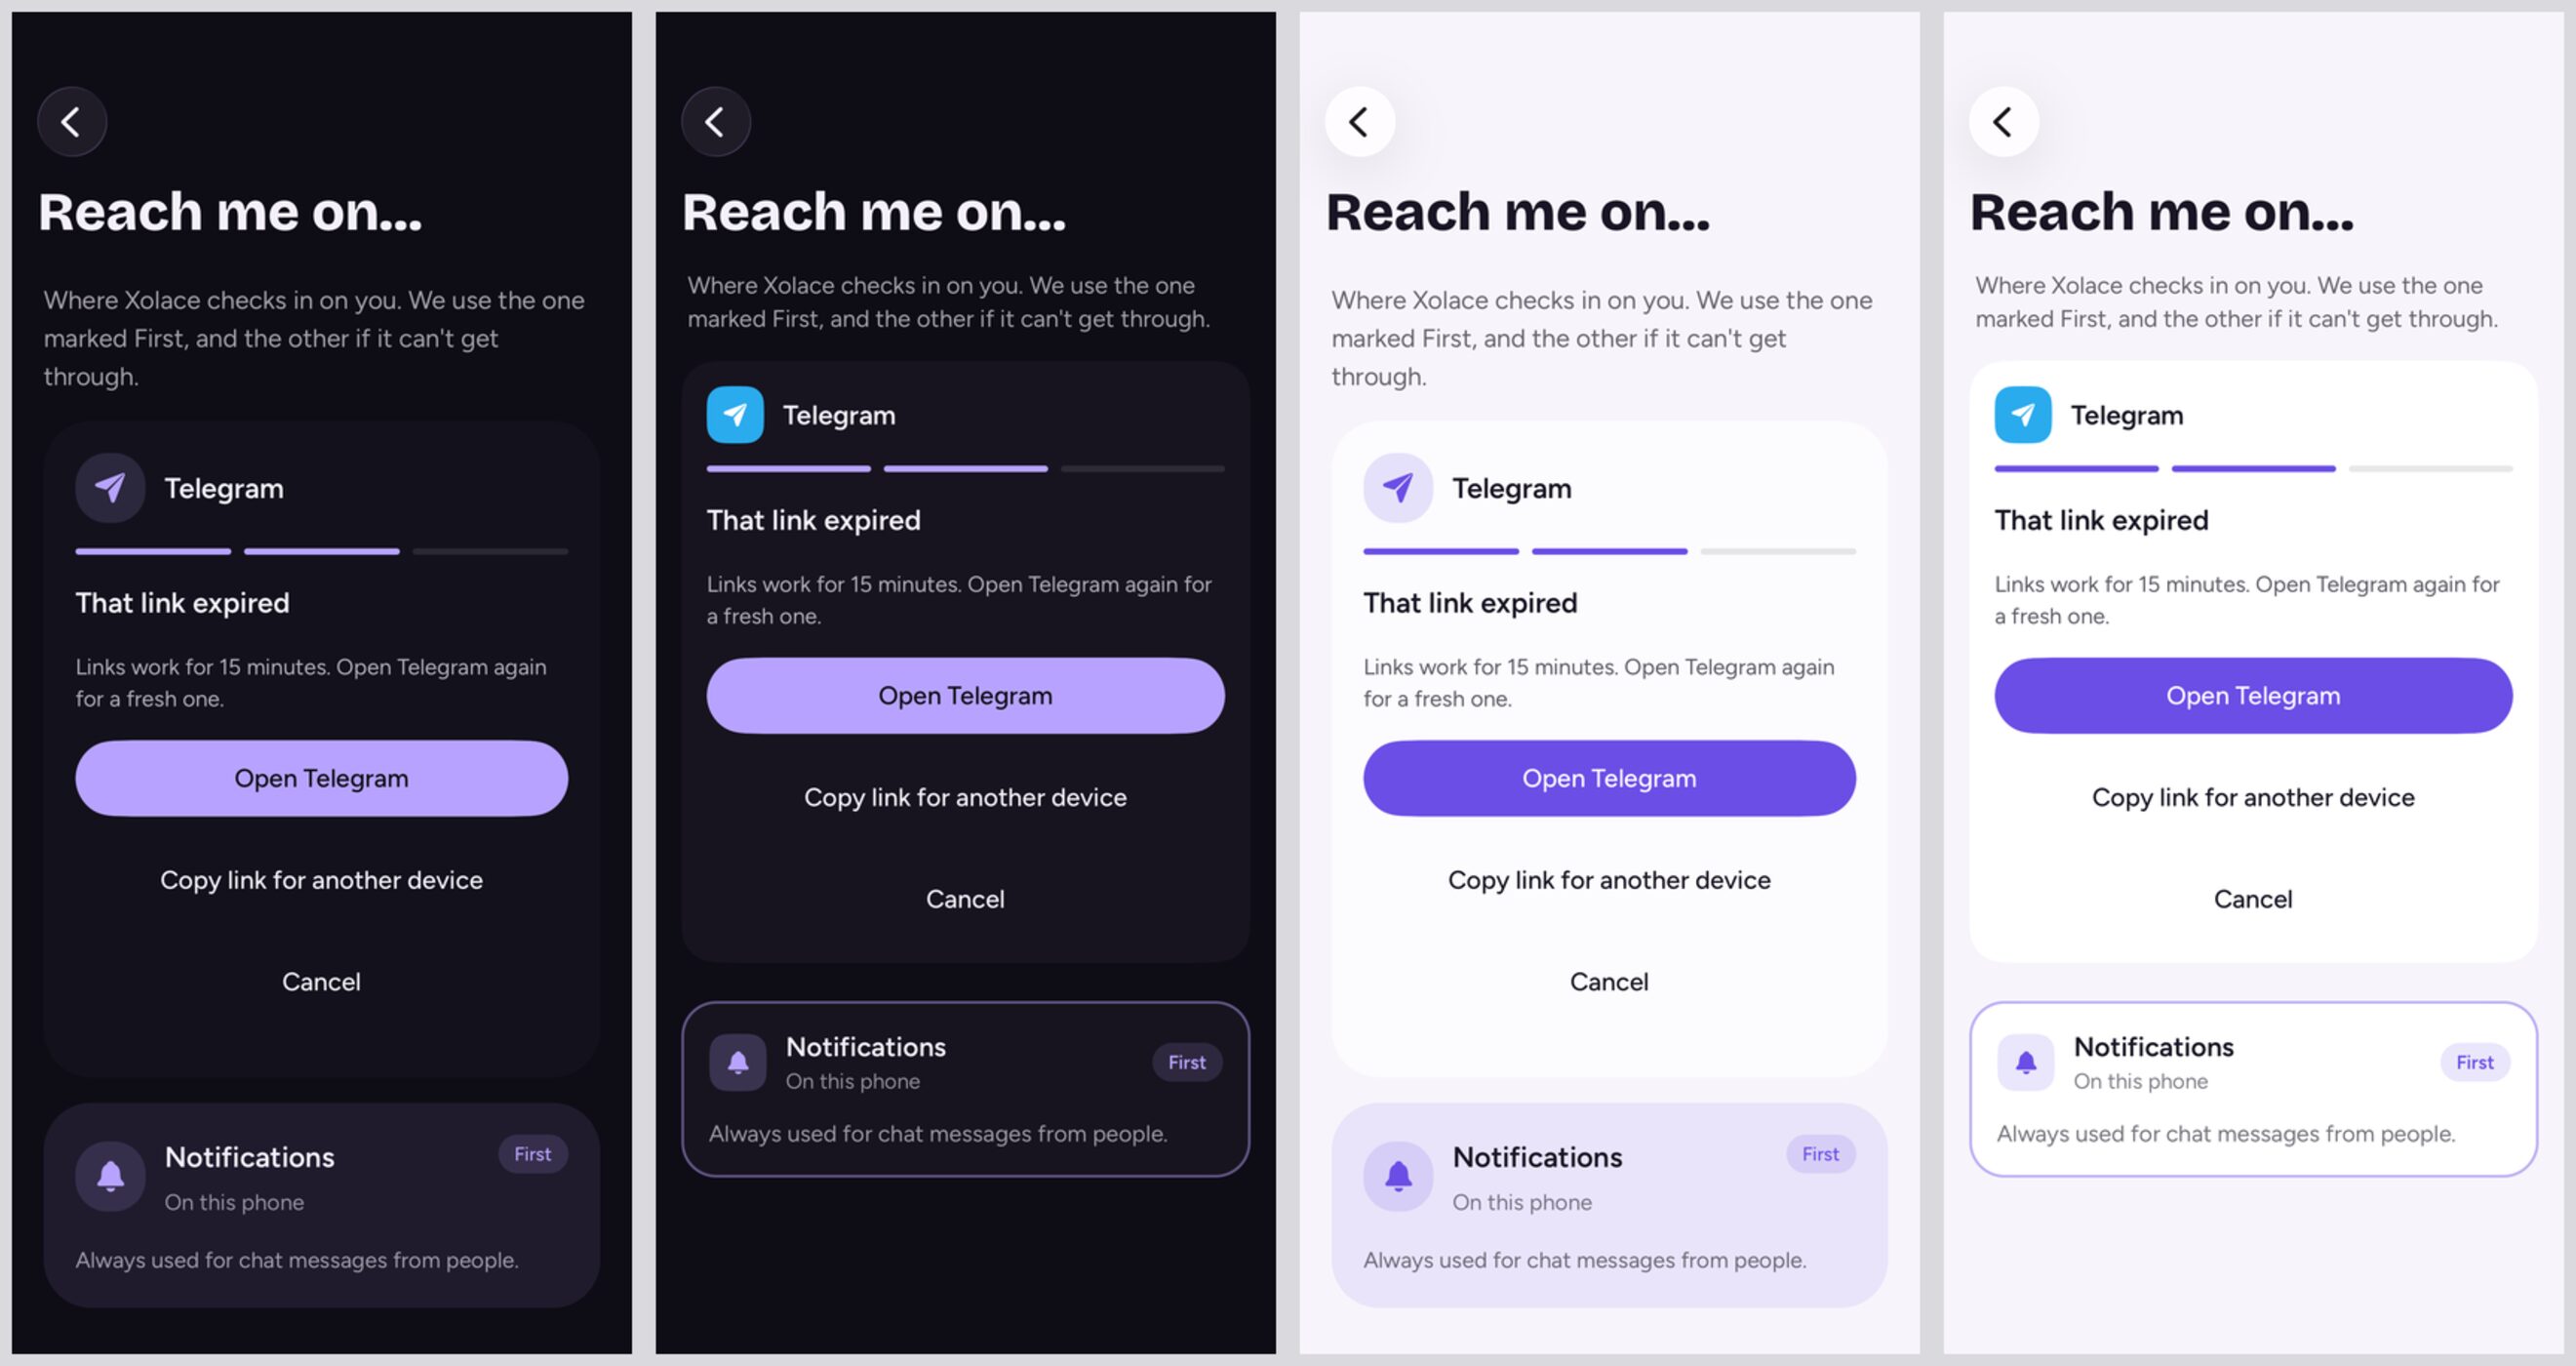 Reach me on...
Where Xolace checks in on you. We use the one
marked First, and the other if it can't get
through.
Telegram
That link expired
Links work for 15 minutes. Open Telegram again
for a fresh one.
Open Telegram
Copy link for another device
Cancel
Notifications
First
On this phone
Always used for chat messages from people.
Reach me on...
Where Xolace checks in on you. We use the one
marked First, and the other if it can't get through.
Telegram
That link expired
Links work for 15 minutes. Open Telegram again for
a fresh one.
Open Telegram
Copy link for another device
Cancel
Notifications
On this phone
First
Always used for chat messages from people.
Reach me on...
Where Xolace checks in on you. We use the one
marked First, and the other if it can't get
through.
Telegram
That link expired
Links work for 15 minutes. Open Telegram again
for a fresh one.
Open Telegram
Copy link for another device
Cancel
Notifications
First
On this phone
Always used for chat messages from people.
Reach me on...
Where Xolace checks in on you. We use the one
marked First, and the other if it can't get through.
Telegram
That link expired
Links work for 15 minutes. Open Telegram again for
a fresh one.
Open Telegram
Copy link for another device
Cancel
Notifications
On this phone
First
Always used for chat messages from people.